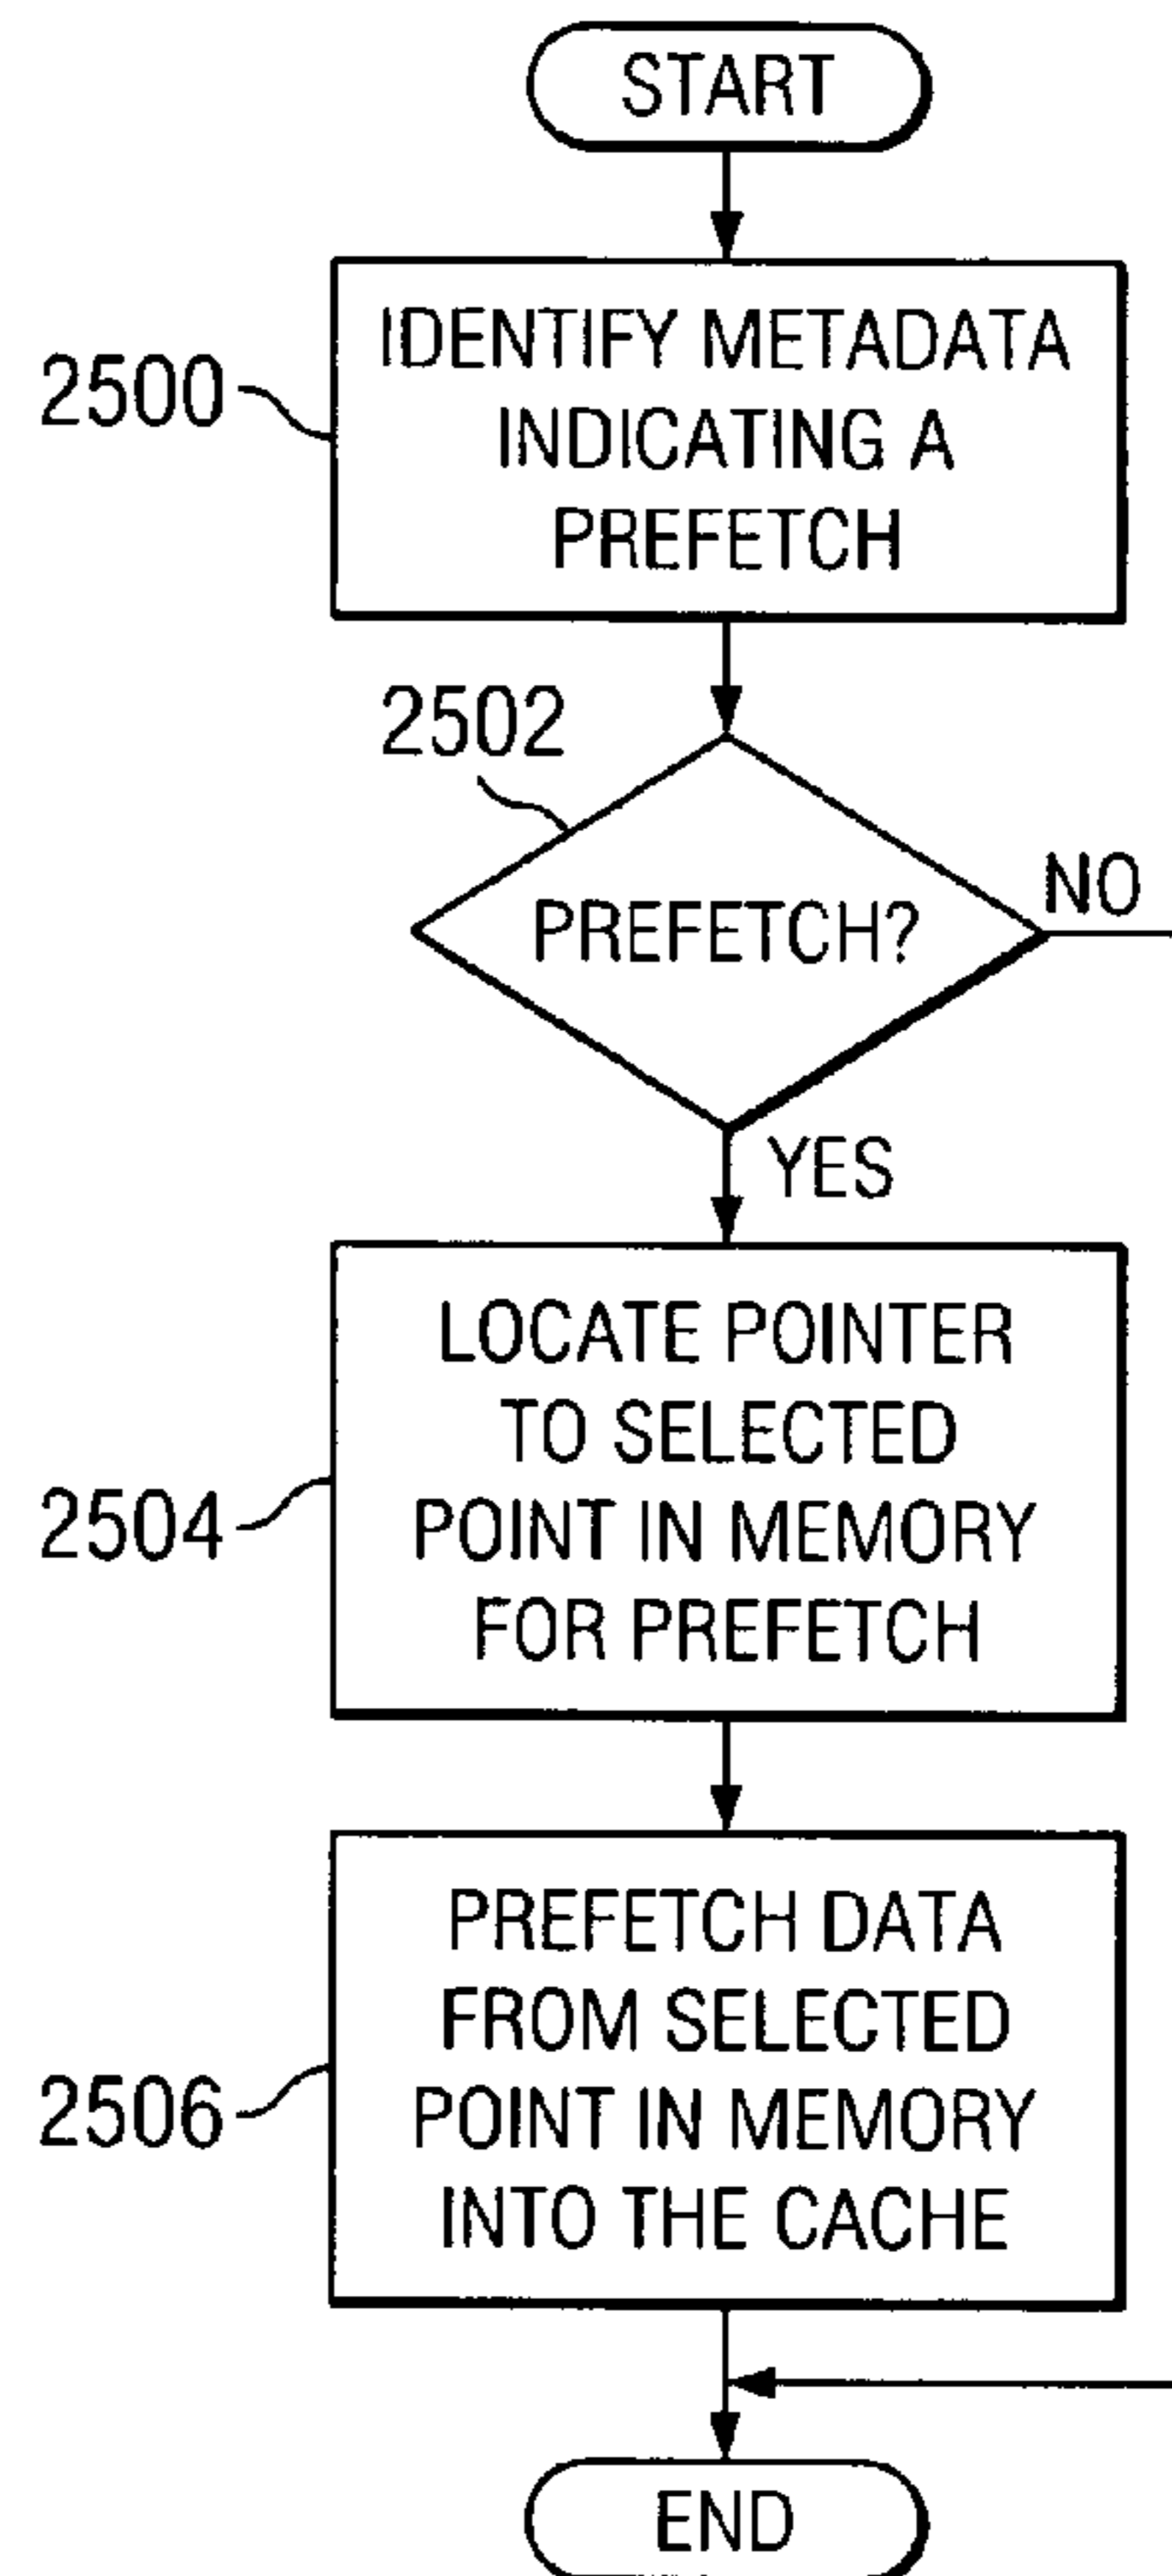 START
2500
IDENTIFY METADATA
INDICATING A
PREFETCH
2502
PREFETCH?
NO
YES
2504
LOCATE POINTER
TO SELECTED
POINT IN MEMORY
FOR PREFETCH
2506
PREFETCH DATA
FROM SELECTED
POINT IN MEMORY
INTO THE CACHE
END